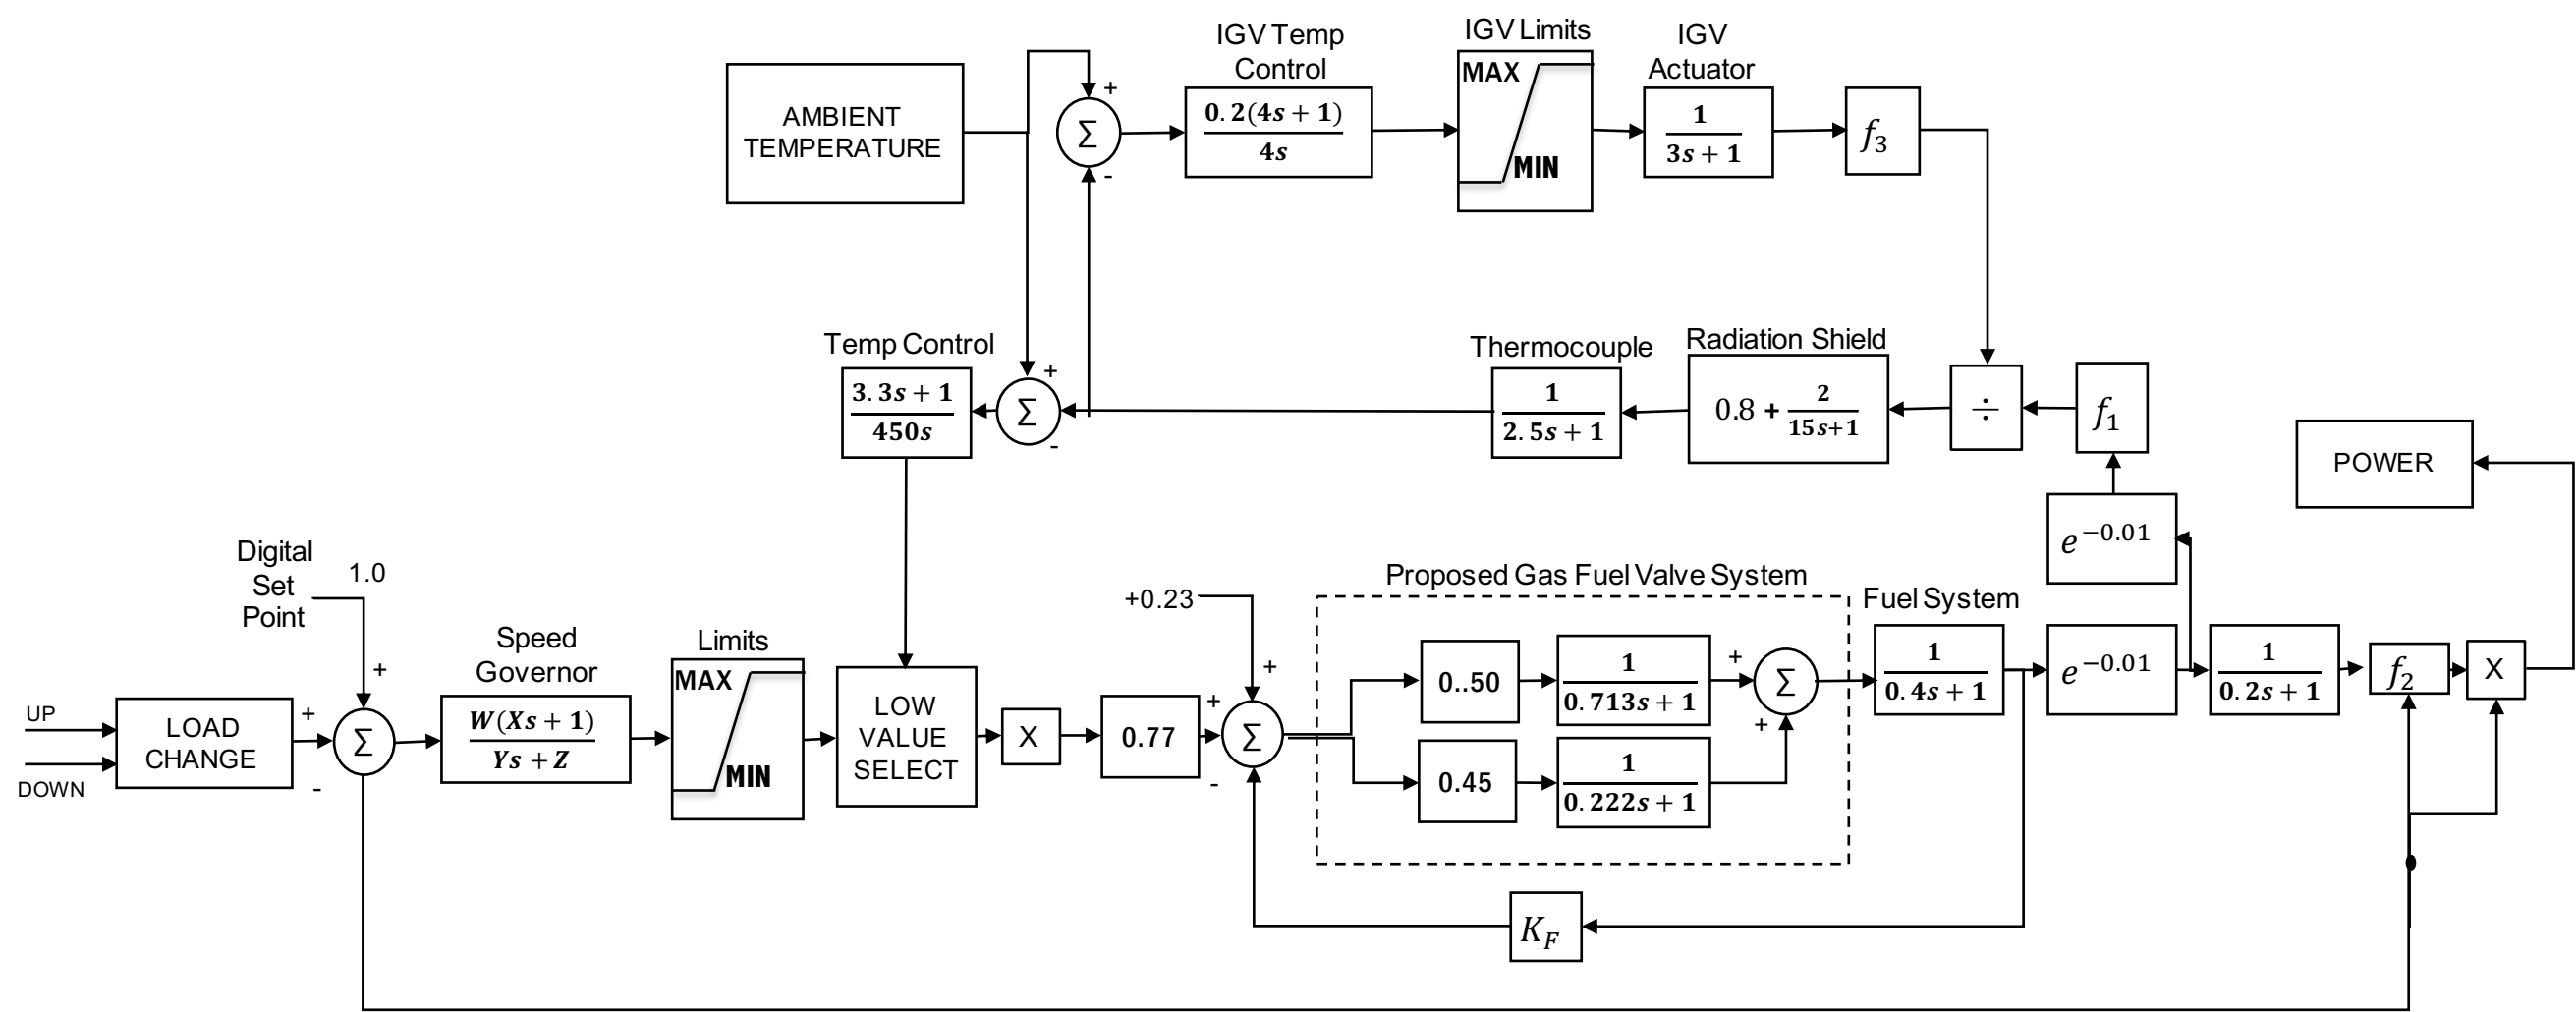 IGV Temp
Control
IGV Limits
IGV
Actuator
AMBIENT
TEMPERATURE
+
Σ
-
0.2(4s + 1)
4s
MAX
MIN
1
3s + 1
f3
Temp Control
3.3s + 1
450s
+
Σ
-
Thermocouple
1
2.5s + 1
Radiation Shield
0.8 + 2
15s+1
÷
f1
POWER
e−0.01
Digital
Set
Point
1.0
+
UP
DOWN
LOAD
CHANGE
+
Σ
-
Speed
Governor
W(Xs + 1)
Ys + Z
Limits
MAX
MIN
LOW
VALUE
SELECT
X
0.77
+0.23
+
+
Σ
-
Proposed Gas Fuel Valve System
0..50
1
0.713s + 1
+
Σ
+
0.45
1
0.222s + 1
Fuel System
1
0.4s + 1
e−0.01
1
0.2s + 1
f2
X
KF